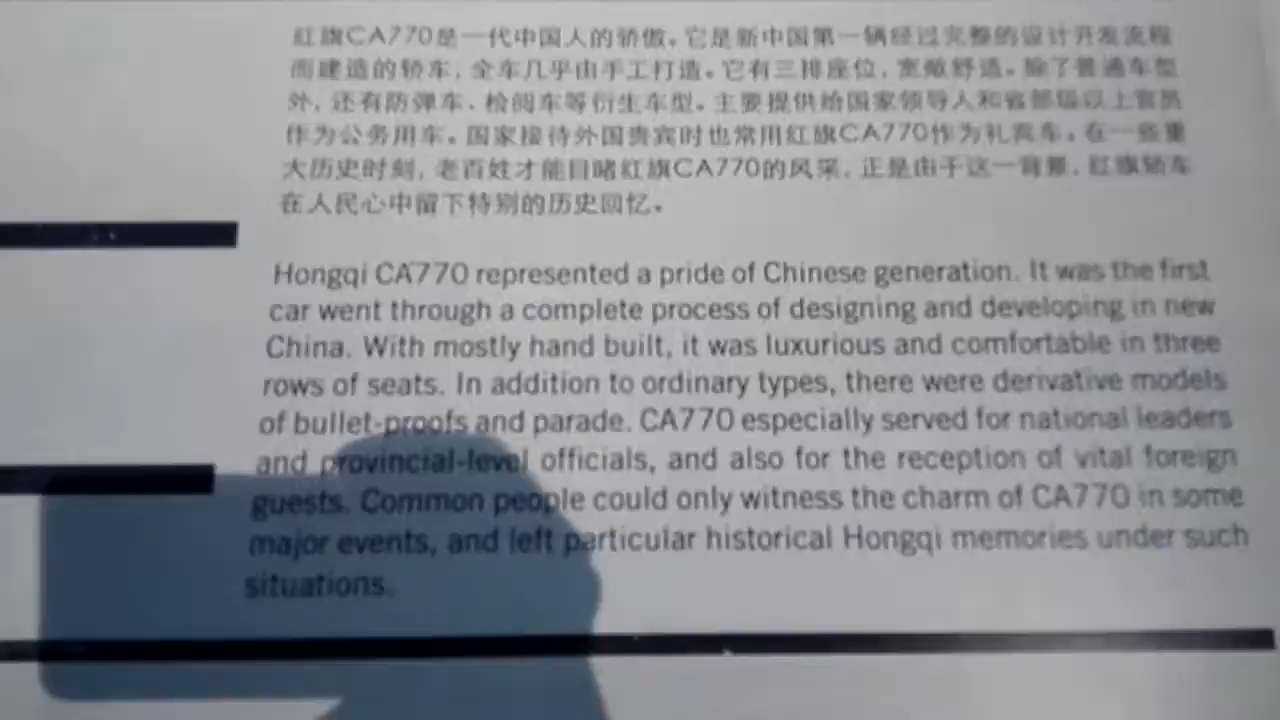 红旗CA770是一代中国人的骄傲。它是新中国第一辆经过完整的设计开发流程
而建造的轿车，全车几乎由手工打造。它有三排座位，宽敞舒适。除了普通车型
外，还有防弹车、检阅车等衍生车型。主要提供给国家领导人和省部级以上官员
作为公务用车。国家接待外国贵宾时也常用红旗CA770作为礼宾车。在一些重
大历史时刻，老百姓才能目睹红旗CA770的风采，正是由于这一背景，红旗轿车
在人民心中留下特别的历史回忆。
Hongqi CA770 represented a pride of Chinese generation. It was the first
car went through a complete process of designing and developing in new
China. With mostly hand built, it was luxurious and comfortable in three
rows of seats. In addition to ordinary types, there were derivative models
of bullet-proofs and parade. CA770 especially served for national leaders
and provincial-level officials, and also for the reception of vital foreign
guests. Common people could only witness the charm of CA770 in some
major events, and left particular historical Hongqi memories under such
situations.